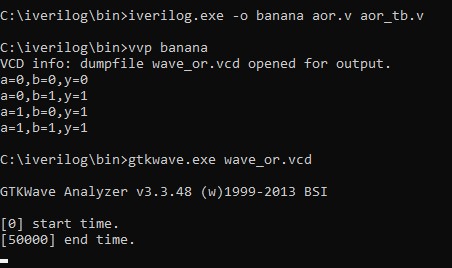 C:\iverilog\bin>iverilog.exe -o banana aor.v aor_tb.v
C:\iverilog\bin>vvp banana
VCD info: dumpfile wave_or.vcd opened for output.
a=0,b=0,y=0
a=0,b=1,y=1
a=1,b=0,y=1
a=1,b=1,y=1
C:\iverilog\bin>gtkwave.exe wave_or.vcd
GTKWave Analyzer v3.3.48 (w)1999-2013 BSI
[0] start time.
[50000] end time.